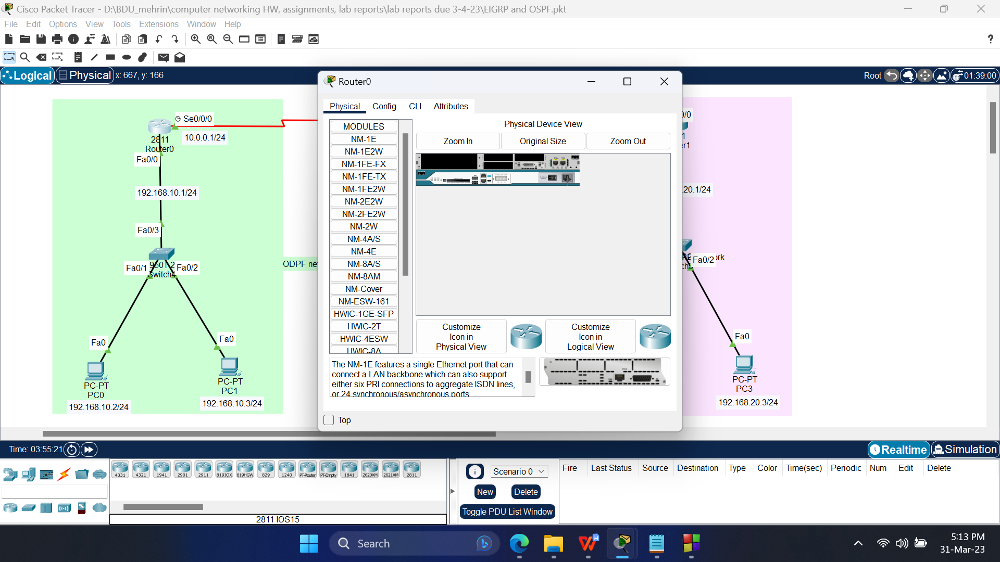 Cisco Packet Tracer - D:\BDU_mehrin\computer networking HW, assignments, lab reports\lab reports due 3-4-23\EIGRP and OSPF.pkt
File Edit Options View Tools Extensions Window Help
Logical Physical x: 667, y: 166
Root 01:39:00
Se0/0/0
10.0.0.1/24
2811
Router0
Fa0/0
192.168.10.1/24
Fa0/3
Fa0/1
Fa0/2
Switch4
ODPF ne
Fa0
Fa0
PC-PT
PC0
192.168.10.2/24
PC-PT
PC1
192.168.10.3/24
Router0
Physical Config CLI Attributes
MODULES
NM-1E
NM-1E2W
NM-1FE-FX
NM-1FE-TX
NM-1FE2W
NM-2E2W
NM-2FE2W
NM-2W
NM-4A/S
NM-4E
NM-8A/S
NM-8AM
NM-Cover
NM-ESW-161
HWIC-1GE-SFP
HWIC-2T
HWIC-4ESW
HWIC-8A
Physical Device View
Zoom In Original Size Zoom Out
Customize
Icon in
Physical View
Customize
Icon in
Logical View
The NM-1E features a single Ethernet port that can
connect a LAN backbone which can also support
either six PRI connections to aggregate ISDN lines,
or 24 synchronous/asynchronous ports
Top
/0
1
r1
20.1/24
Fa0/2
rk
Fa0
PC-PT
PC3
192.168.20.3/24
Time: 03:55:21
Realtime Simulation
4331 4321 1941 2901 2911 819IOX 819HGW 829 1240 PT-Router PT-Empty 1841 2620XM 2621XM 2811
2811 IOS15
Scenario 0
New Delete
Toggle PDU List Window
Fire Last Status Source Destination Type Color Time(sec) Periodic Num Edit Delete
Search
5:13 PM
31-Mar-23